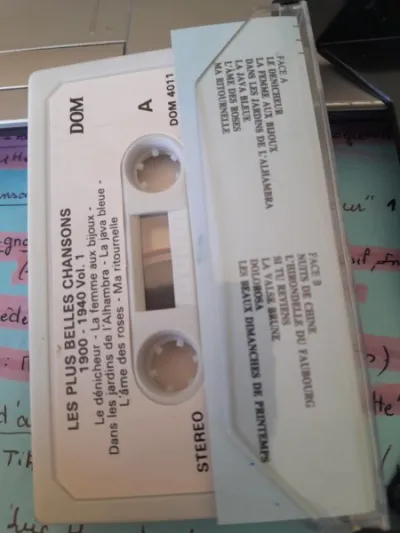 LES PLUS BELLES CHANSONS
1900 - 1940 Vol. 1
Le dénicheur - La femme aux bijoux -
Dans les jardins de l'Alhambra - La java bleue -
L'âme des roses - Ma ritournelle
DOM
A
DOM 4011
STEREO
FACE A
LE DENICHEUR
LA FEMME AUX BIJOUX
DANS LES JARDINS DE L'ALHAMBRA
LA JAVA BLEUE
L'ÂME DES ROSES
MA RITOURNELLE
FACE B
NUITS DE CHINE
L'HIRONDELLE DU FAUBOURG
SI TU REVIENS
LA VALSE BRUNE
DOLOROSA
LES BEAUX DIMANCHES DE PRINTEMPS